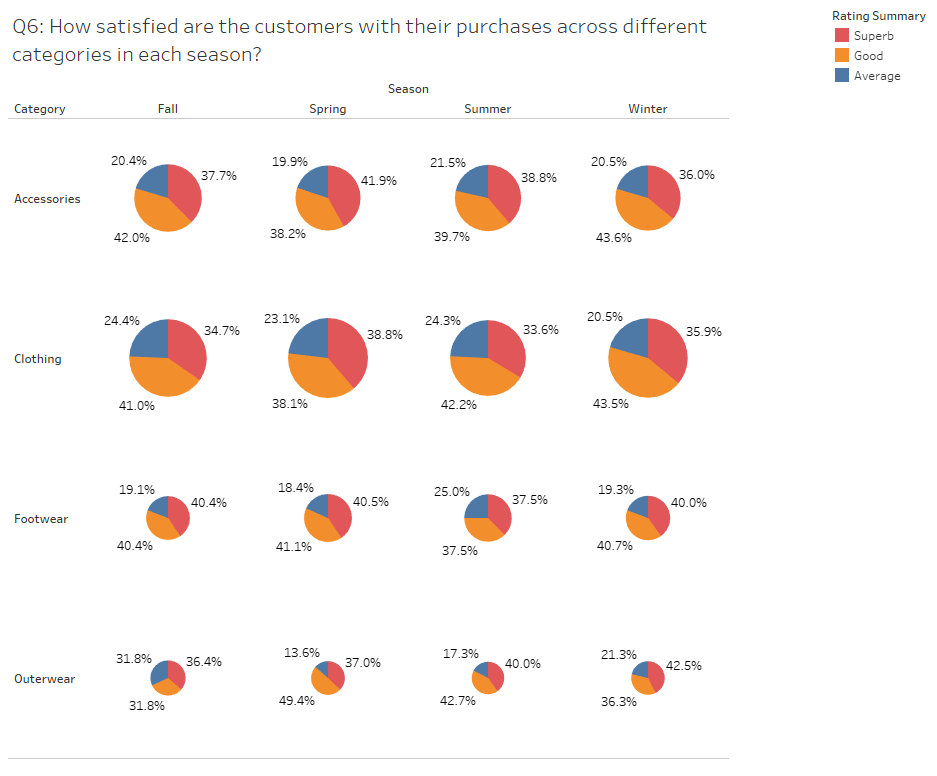 Q6: How satisfied are the customers with their purchases across different
categories in each season?
Rating Summary
Superb
Good
Average
Season
Category Fall Spring Summer Winter
Accessories
20.4% 37.7% 42.0%
19.9% 41.9% 38.2%
21.5% 38.8% 39.7%
20.5% 36.0% 43.6%
Clothing
24.4% 34.7% 41.0%
23.1% 38.8% 38.1%
24.3% 33.6% 42.2%
20.5% 35.9% 43.5%
Footwear
19.1% 40.4% 40.4%
18.4% 40.5% 41.1%
25.0% 37.5% 37.5%
19.3% 40.0% 40.7%
Outerwear
31.8% 36.4% 31.8%
13.6% 37.0% 49.4%
17.3% 40.0% 42.7%
21.3% 42.5% 36.3%